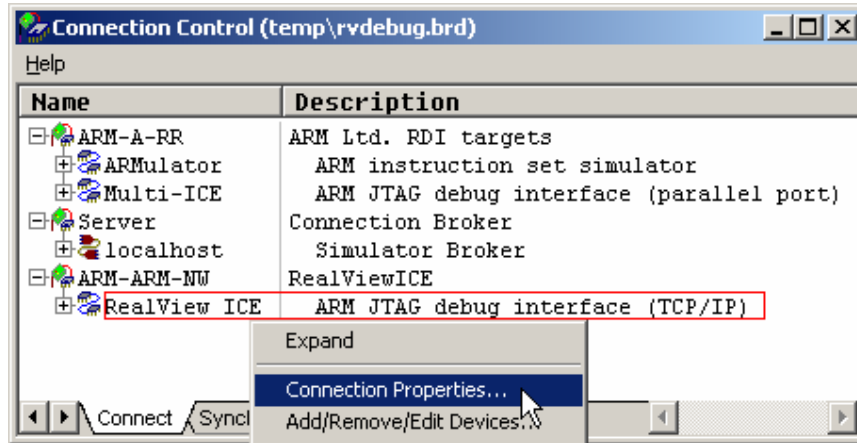 Connection Control (temp\rvdebug.brd)
Help
Name Description
ARM-A-RR ARM Ltd. RDI targets
ARMulator ARM instruction set simulator
Multi-ICE ARM JTAG debug interface (parallel port)
Server Connection Broker
localhost Simulator Broker
ARM-ARM-NW RealViewICE
RealView ICE ARM JTAG debug interface (TCP/IP)
Expand
Connection Properties...
Connect Syncl Add/Remove/Edit Devices...